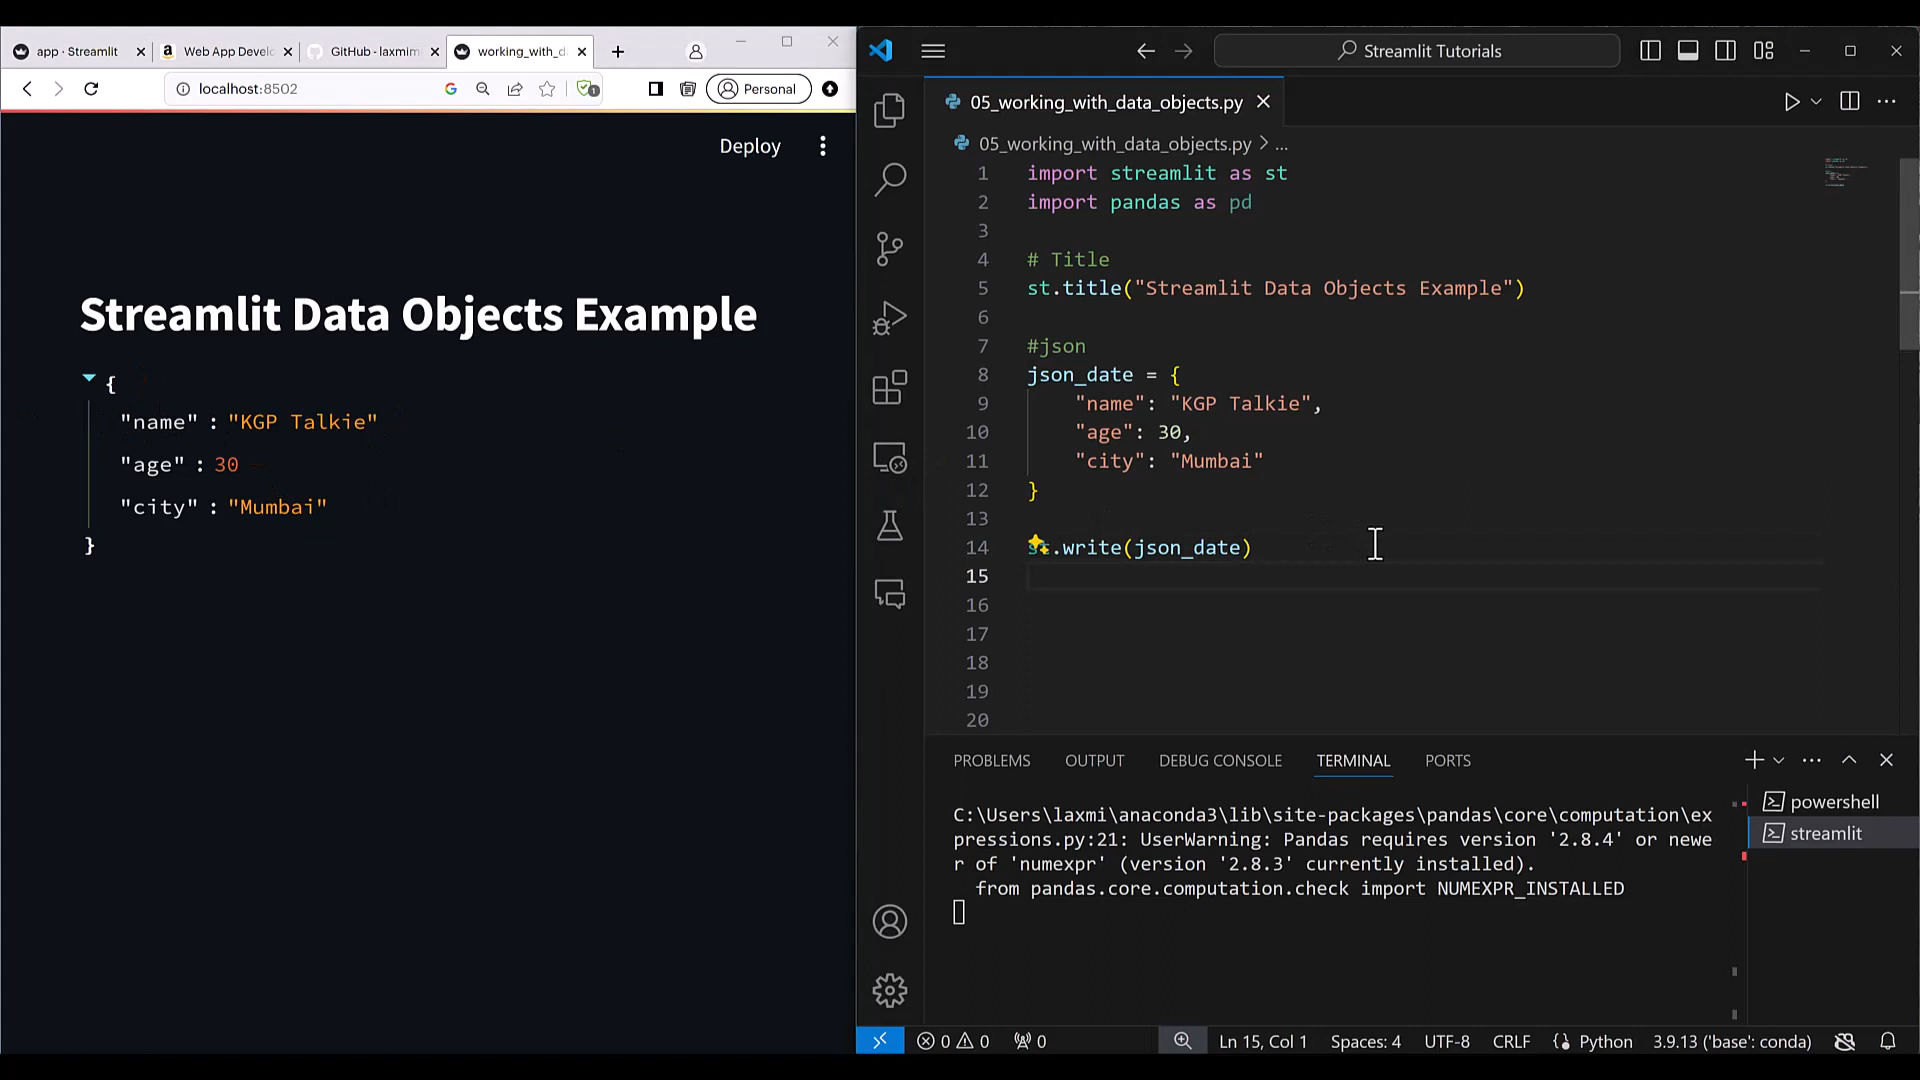 app · Streamlit
Web App Devel
GitHub - laxmim
working_with_d
localhost:8502
Personal
Deploy
Streamlit Data Objects Example
{
"name" : "KGP Talkie"
"age" : 30
"city" : "Mumbai"
}
Streamlit Tutorials
05_working_with_data_objects.py
05_working_with_data_objects.py > ...
1 import streamlit as st
2 import pandas as pd
3
4 # Title
5 st.title("Streamlit Data Objects Example")
6
7 #json
8 json_date = {
9 "name": "KGP Talkie",
10 "age": 30,
11 "city": "Mumbai"
12 }
13
14 st.write(json_date)
15
16
17
18
19
20
PROBLEMS OUTPUT DEBUG CONSOLE TERMINAL PORTS
C:\Users\laxmi\anaconda3\lib\site-packages\pandas\core\computation\ex
pressions.py:21: UserWarning: Pandas requires version '2.8.4' or newe
r of 'numexpr' (version '2.8.3' currently installed).
from pandas.core.computation.check import NUMEXPR_INSTALLED
powershell
streamlit
0 0 0 Ln 15, Col 1 Spaces: 4 UTF-8 CRLF Python 3.9.13 ('base': conda)